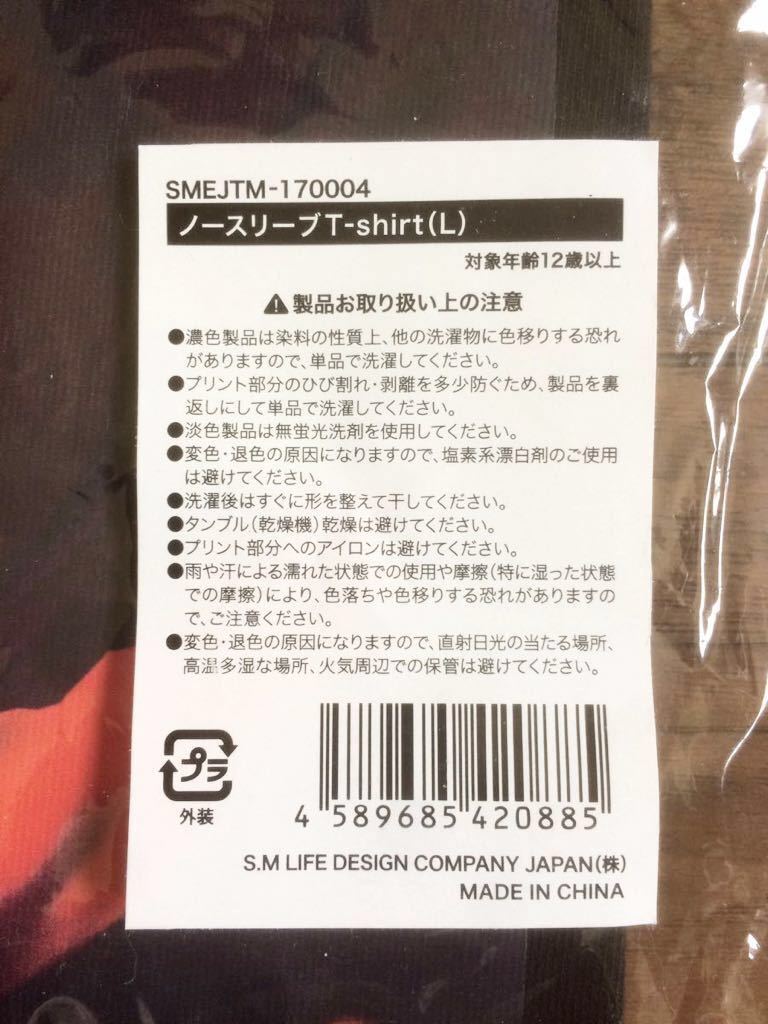 SMEJTM-170004
ノースリーブT-shirt(L)
対象年齢12歳以上
⚠製品お取り扱い上の注意
●濃色製品は染料の性質上、他の洗濯物に色移りする恐れ
がありますので、単品で洗濯してください。
●プリント部分のひび割れ・剥離を多少防ぐため、製品を裏
返しにして単品で洗濯してください。
●淡色製品は無蛍光洗剤を使用してください。
●変色・退色の原因になりますので、塩素系漂白剤のご使用
は避けてください。
●洗濯後はすぐに形を整えて干してください。
●タンブル(乾燥機)乾燥は避けてください。
●プリント部分へのアイロンは避けてください。
●雨や汗による濡れた状態での使用や摩擦(特に湿った状態
での摩擦)により、色落ちや色移りする恐れがありますの
で、ご注意ください。
●変色・退色の原因になりますので、直射日光の当たる場所、
高温多湿な場所、火気周辺での保管は避けてください。
プラ
外装
4 589685 420885
S.M LIFE DESIGN COMPANY JAPAN(株)
MADE IN CHINA